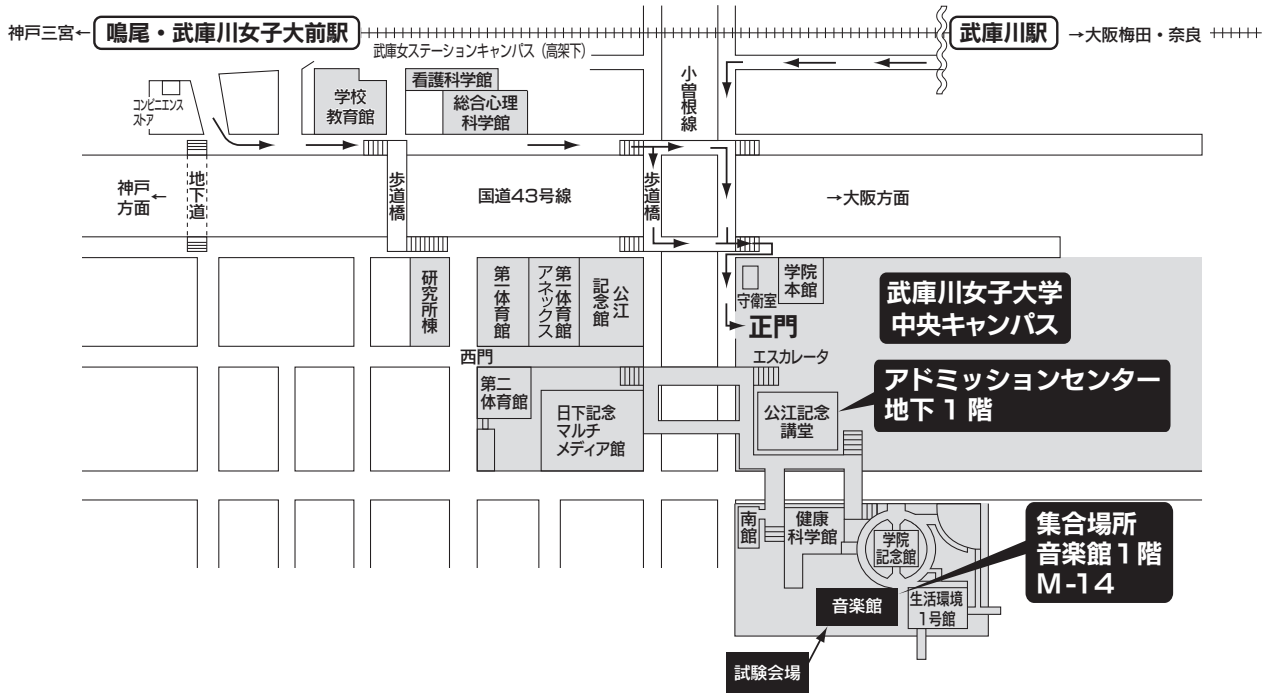 神戸三宮←
鳴尾・武庫川女子大前駅
武庫川駅
→大阪梅田・奈良
武庫女ステーションキャンパス（高架下）
コンビニエンス
ストア
学校
教育館
看護科学館
総合心理
科学館
小曽根線
神戸
方面←
地下道
歩道橋
国道43号線
歩道橋
→大阪方面
研究所棟
第一体育館
第一体育館
アネックス
公江
記念館
守衛室
学院
本館
正門
武庫川女子大学
中央キャンパス
西門
エスカレータ
第二
体育館
日下記念
マルチ
メディア館
公江記念
講堂
アドミッションセンター
地下1階
南館
健康
科学館
学院
記念館
集合場所
音楽館1階
M-14
音楽館
生活環境
1号館
試験会場